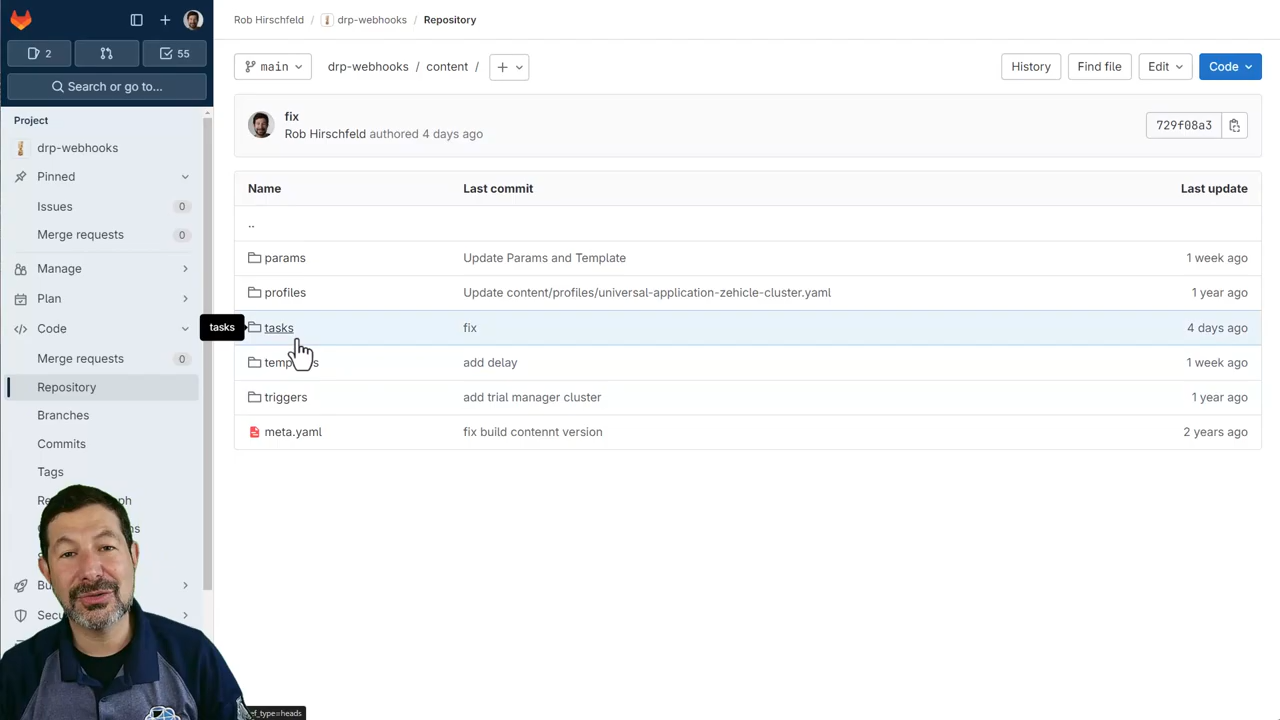 Rob Hirschfeld / drp-webhooks / Repository
2
55
Search or go to...
main
drp-webhooks / content /
History
Find file
Edit
Code
fix
Rob Hirschfeld authored 4 days ago
729f08a3
Project
drp-webhooks
Pinned
Issues 0
Merge requests 0
Manage
Plan
Code
Merge requests 0
Repository
Branches
Commits
Tags
Name Last commit Last update
..
params Update Params and Template 1 week ago
profiles Update content/profiles/universal-application-zehicle-cluster.yaml 1 year ago
tasks
tasks fix 4 days ago
add delay 1 week ago
triggers add trial manager cluster 1 year ago
meta.yaml fix build contennt version 2 years ago